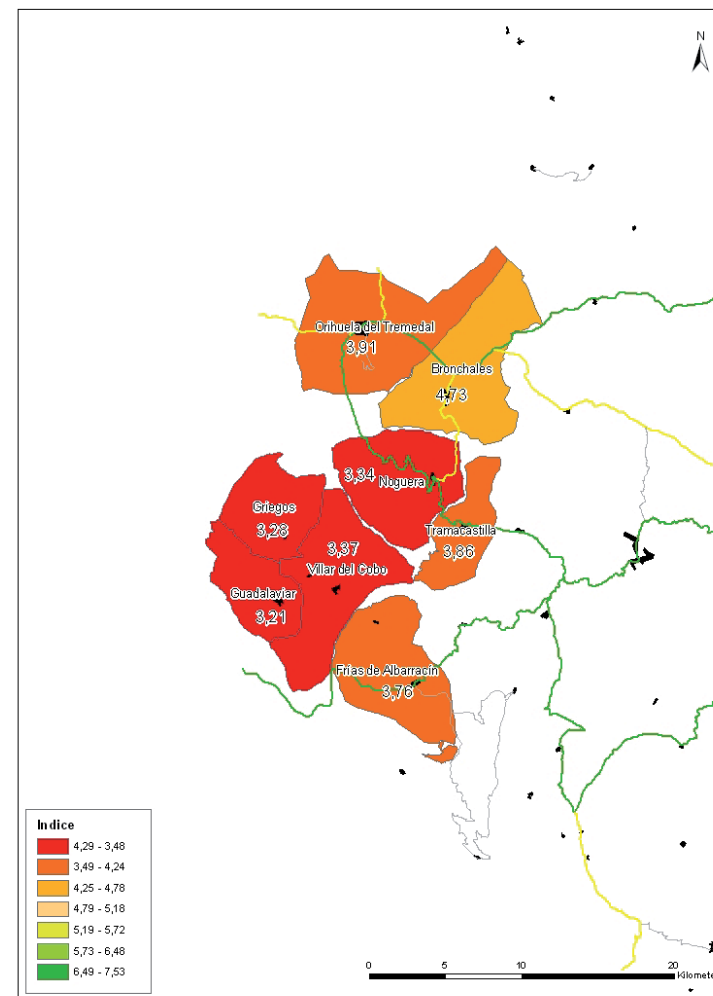 N
Orihuela del Tremedal
3,91
Bronchales
4,73
3,34
Noguera
Griegos
3,28
Tramacastilla
3,86
3,37
Villar del Cobo
Guadalaviar
3,21
Frías de Albarracín
3,76
Indice
4,29 - 3,48
3,49 - 4,24
4,25 - 4,78
4,79 - 5,18
5,19 - 5,72
5,73 - 6,48
6,49 - 7,53
0 5 10 20
Kilomete